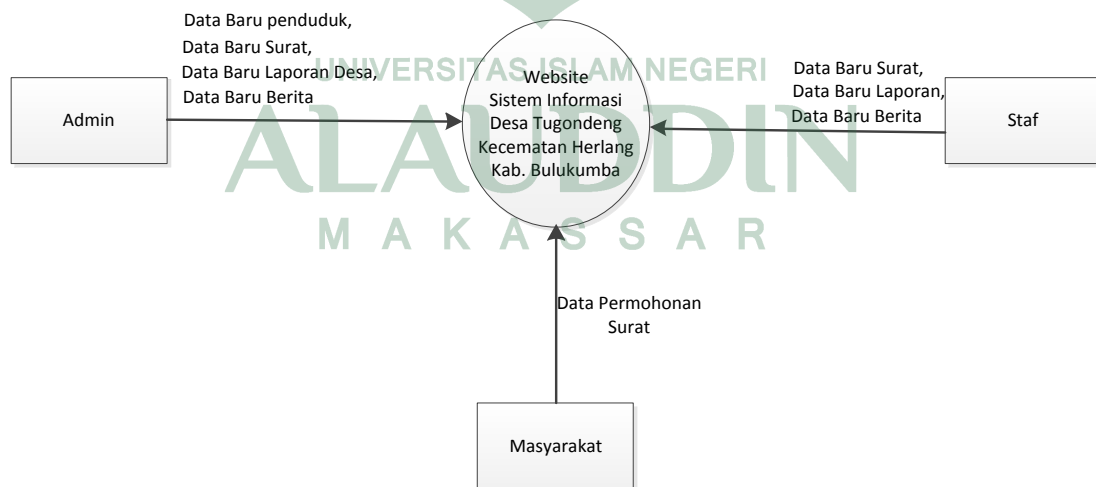 Data Baru penduduk,
Data Baru Surat,
Data Baru Laporan Desa,
Data Baru Berita
Admin
UNIVERSITAS ISLAM NEGERI
ALAUDDIN
MAKASSAR
Website
Sistem Informasi
Desa Tugondeng
Kecematan Herlang
Kab. Bulukumba
Data Baru Surat,
Data Baru Laporan,
Data Baru Berita
Staf
Data Permohonan
Surat
Masyarakat